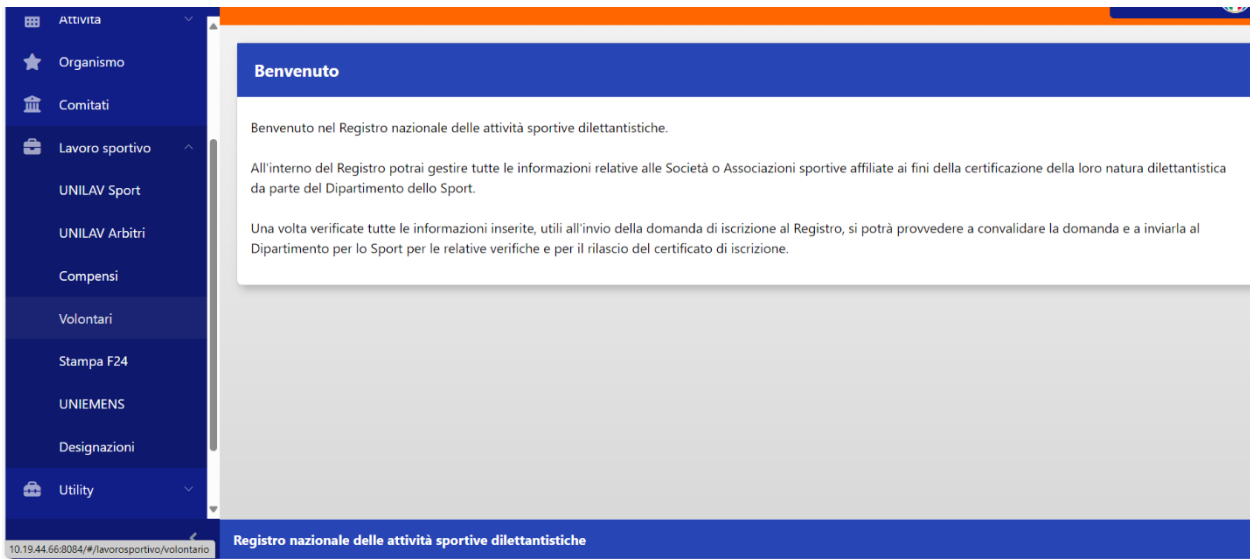 Attività
Organismo
Comitati
Lavoro sportivo
UNILAV Sport
UNILAV Arbitri
Compensi
Volontari
Stampa F24
UNIEMENS
Designazioni
Utility
10.19.44.66:8084/#/lavorosportivo/volontario
Benvenuto
Benvenuto nel Registro nazionale delle attività sportive dilettantistiche.
All'interno del Registro potrai gestire tutte le informazioni relative alle Società o Associazioni sportive affiliate ai fini della certificazione della loro natura dilettantistica
da parte del Dipartimento dello Sport.
Una volta verificate tutte le informazioni inserite, utili all'invio della domanda di iscrizione al Registro, si potrà provvedere a convalidare la domanda e a inviarla al
Dipartimento per lo Sport per le relative verifiche e per il rilascio del certificato di iscrizione.
Registro nazionale delle attività sportive dilettantistiche